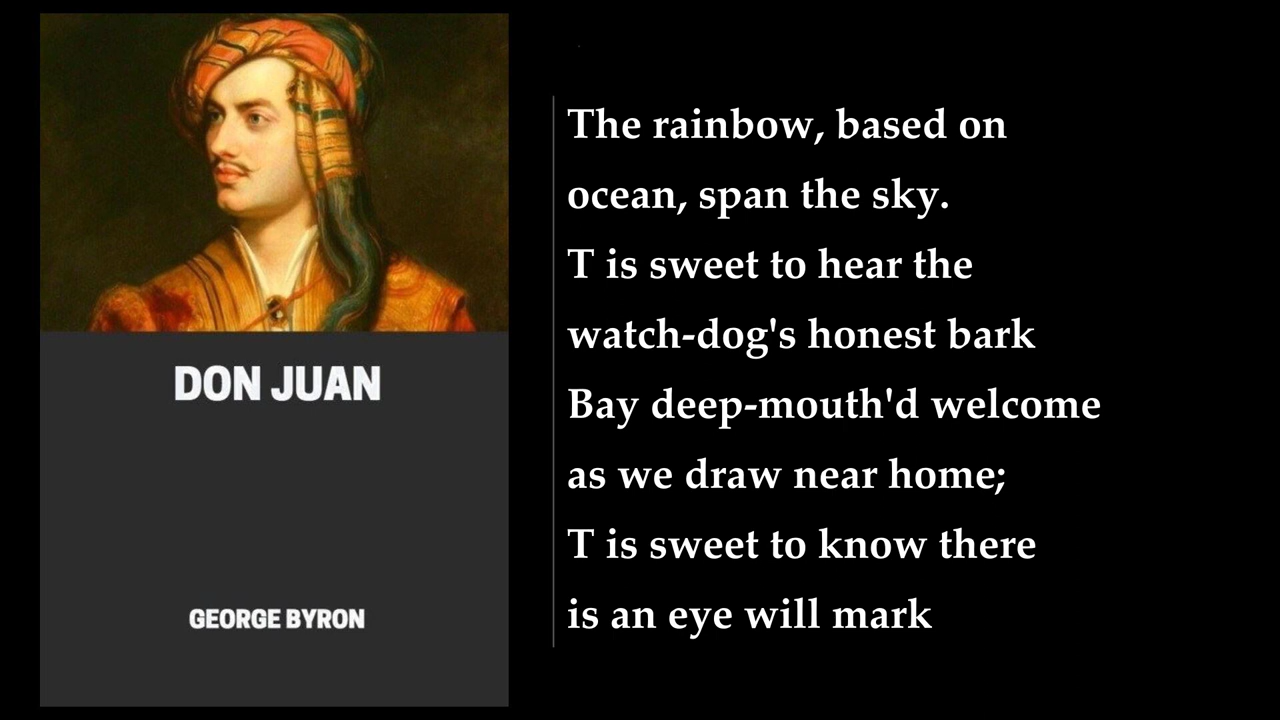 DON JUAN
GEORGE BYRON
The rainbow, based on
ocean, span the sky.
T is sweet to hear the
watch-dog's honest bark
Bay deep-mouth'd welcome
as we draw near home;
T is sweet to know there
is an eye will mark